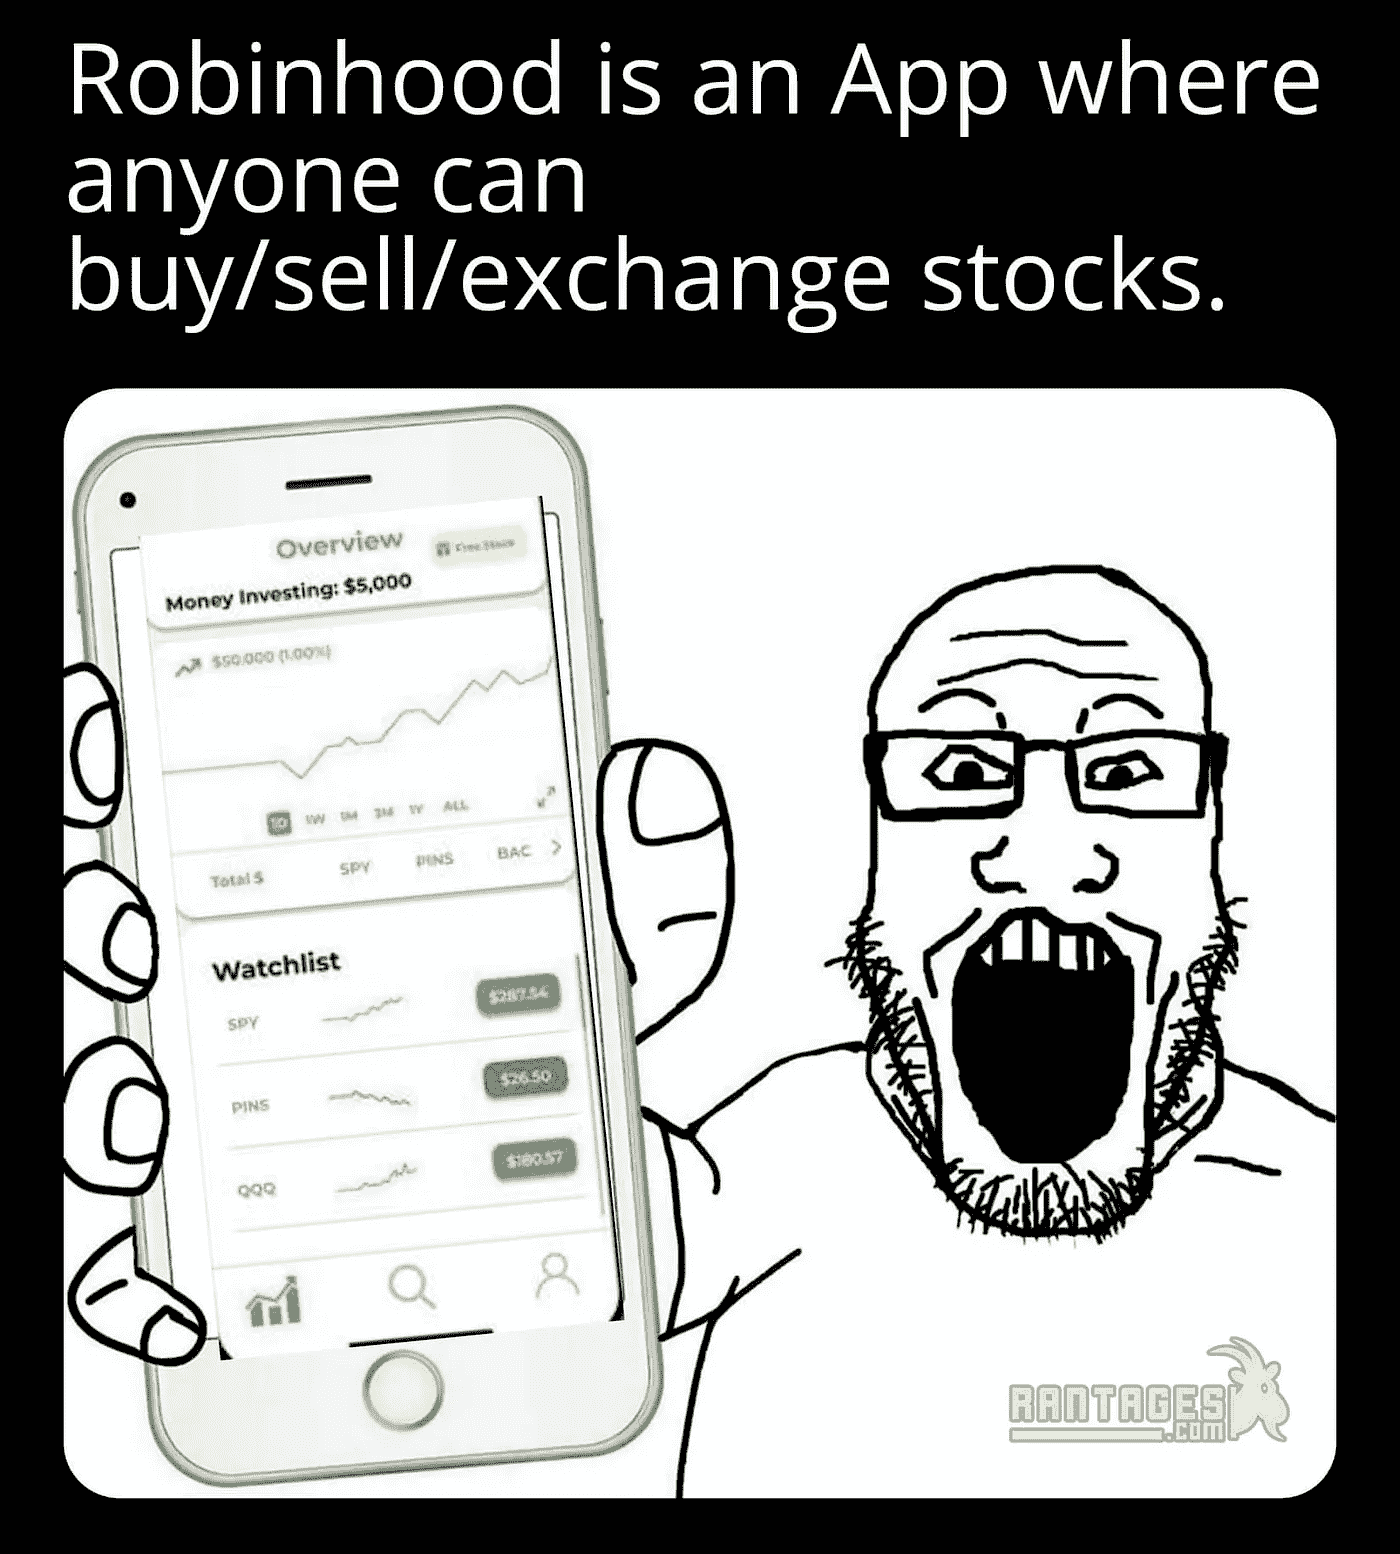 Robinhood is an App where
anyone can
buy/sell/exchange stocks.
Overview
Free Stock
Money Investing: $5,000
$50,000 (1.00%)
1D 1W 1M 3M 1Y ALL
Total $ SPY PINS BAC >
Watchlist
SPY $287.54
PINS $26.50
QQQ $180.57
RANTAGES
.com